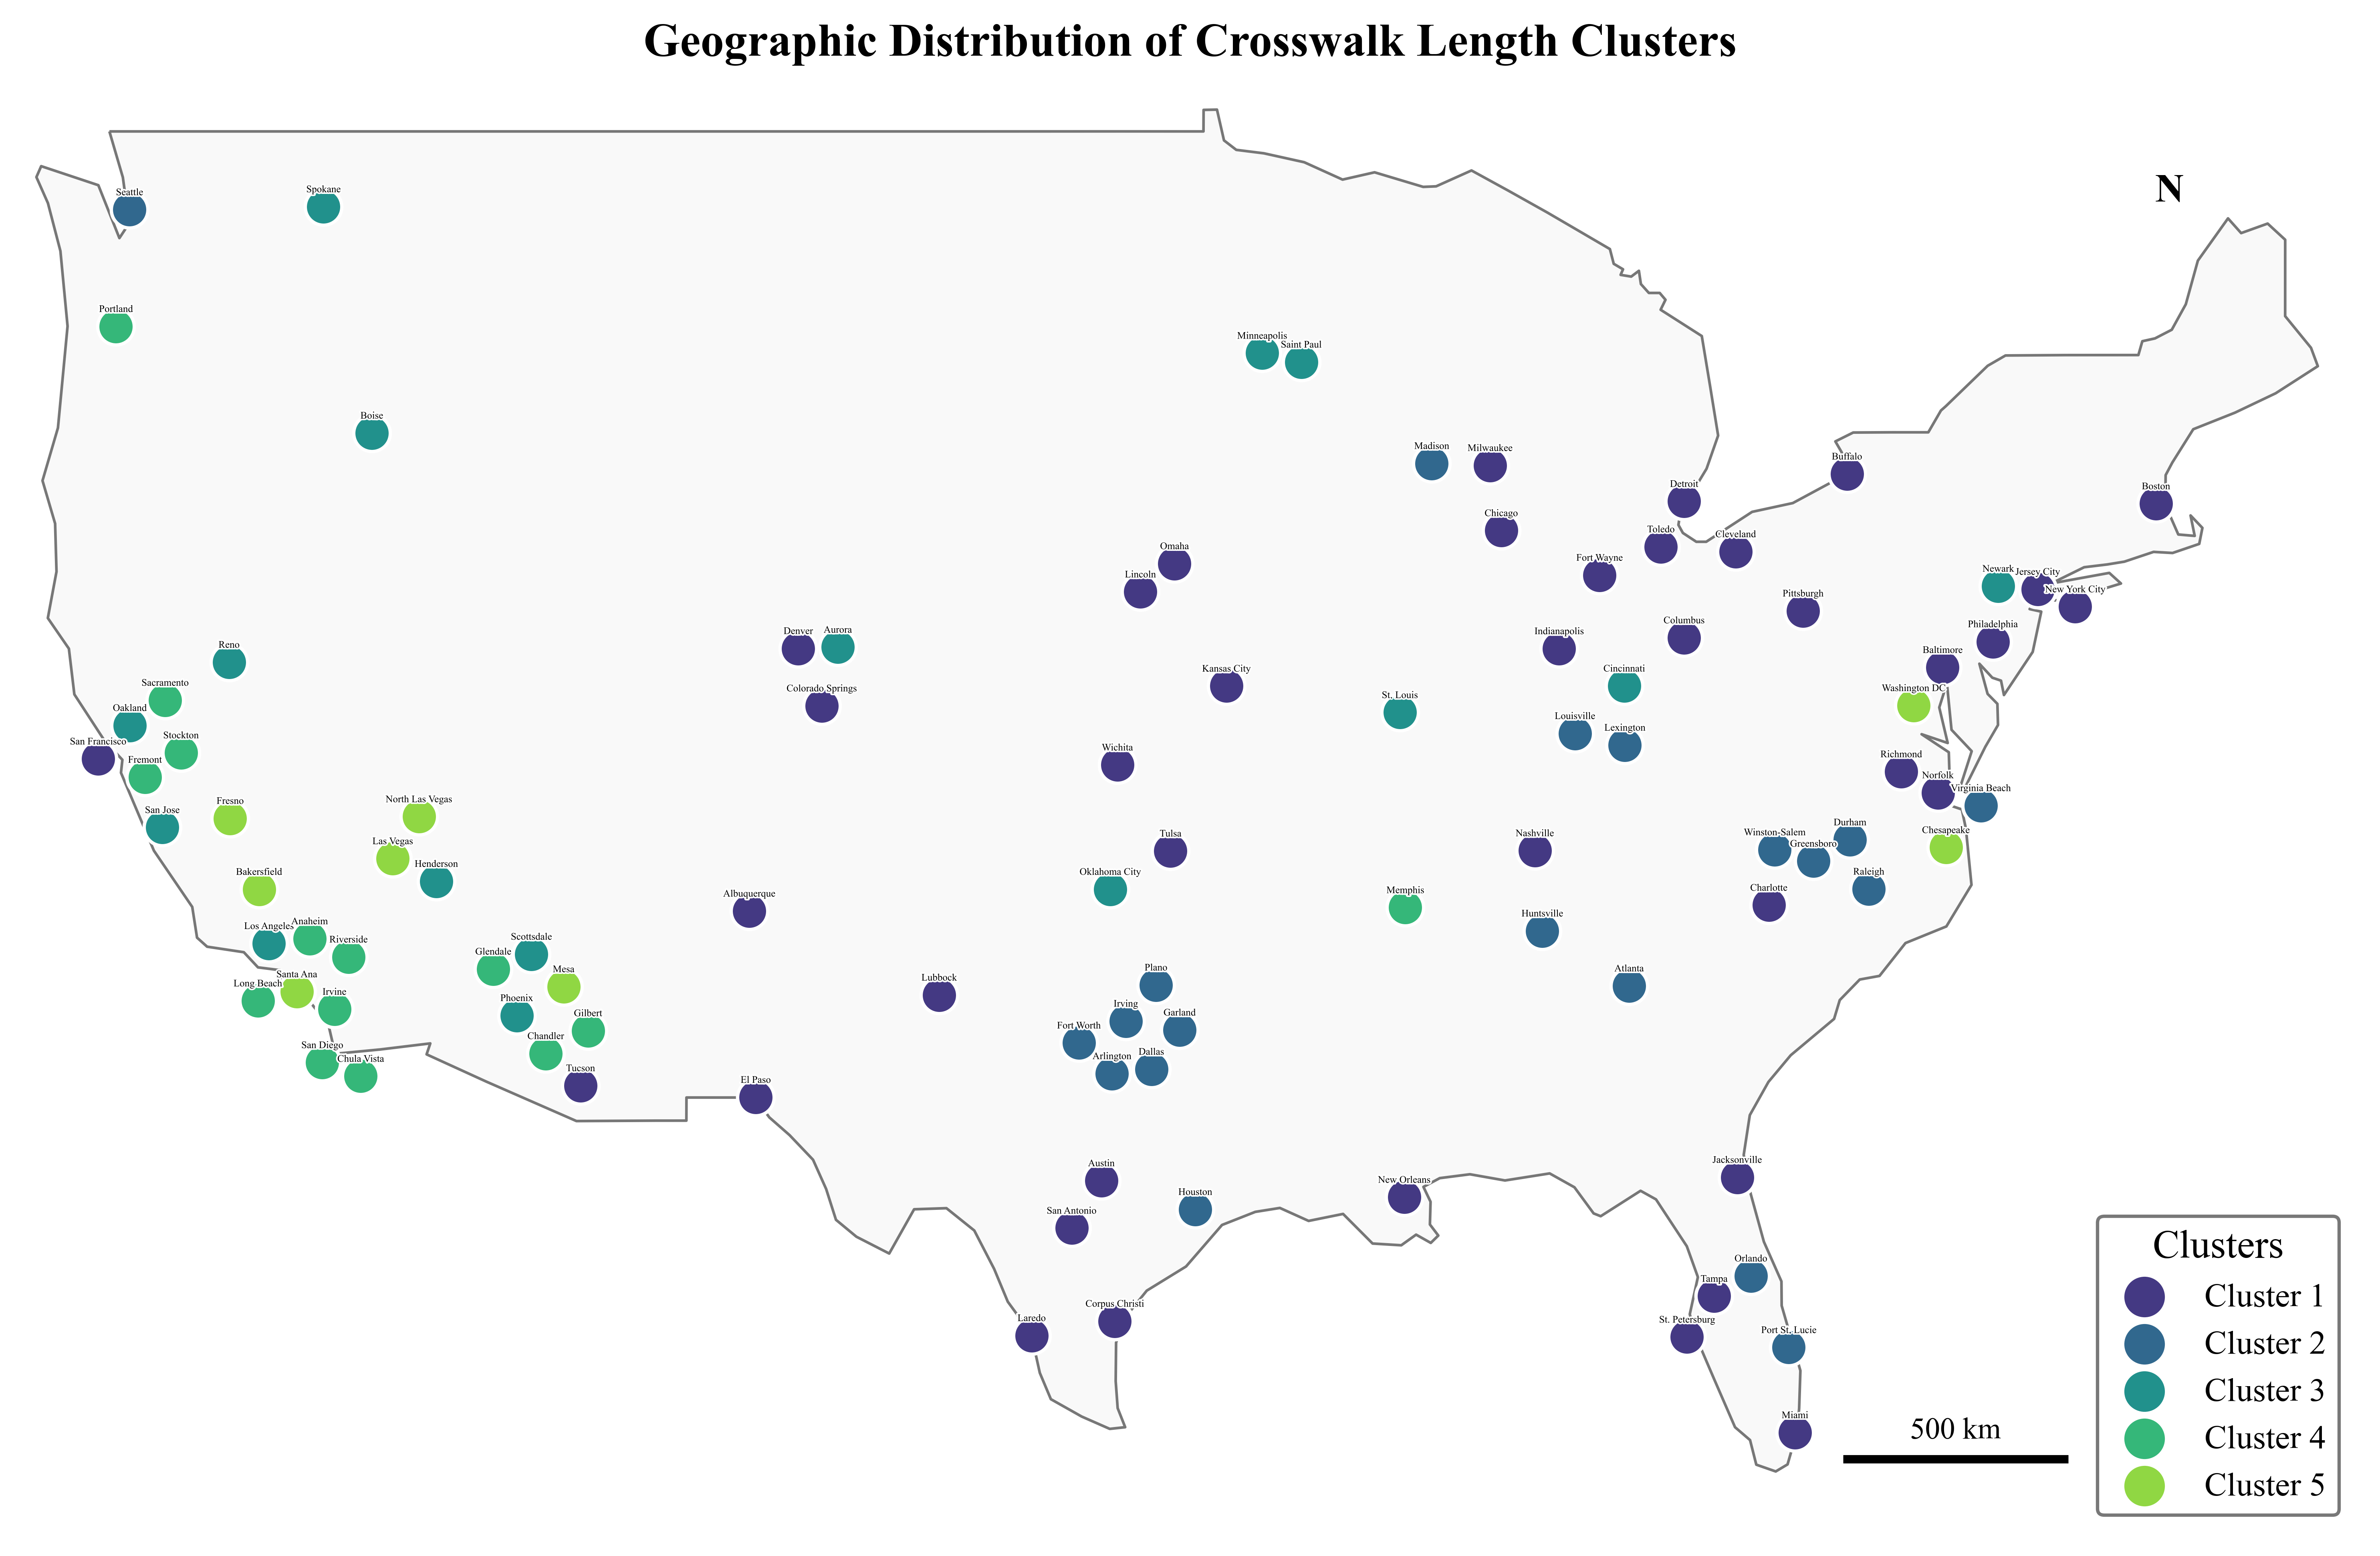 Geographic Distribution of Crosswalk Length Clusters
N
Seattle
Spokane
Portland
Minneapolis
Saint Paul
Boise
Madison
Milwaukee
Buffalo
Detroit
Boston
Chicago
Toledo
Cleveland
Omaha
Fort Wayne
Lincoln
Newark
Jersey City
New York City
Pittsburgh
Columbus
Philadelphia
Denver
Aurora
Indianapolis
Reno
Baltimore
Kansas City
Cincinnati
Sacramento
Colorado Springs
Washington DC
St. Louis
Oakland
Louisville
Lexington
Stockton
San Francisco
Wichita
Richmond
Fremont
Norfolk
Virginia Beach
Fresno
North Las Vegas
San Jose
Durham
Chesapeake
Winston-Salem
Tulsa
Nashville
Las Vegas
Greensboro
Henderson
Bakersfield
Oklahoma City
Raleigh
Charlotte
Memphis
Albuquerque
Huntsville
Anaheim
Los Angeles
Scottsdale
Riverside
Glendale
Mesa
Plano
Atlanta
Santa Ana
Lubbock
Long Beach
Irvine
Phoenix
Irving
Gilbert
Garland
Fort Worth
Chandler
San Diego
Dallas
Arlington
Chula Vista
Tucson
El Paso
Jacksonville
Austin
New Orleans
Houston
San Antonio
Orlando
Tampa
Corpus Christi
Laredo
St. Petersburg
Port St. Lucie
Miami
500 km
Clusters
Cluster 1
Cluster 2
Cluster 3
Cluster 4
Cluster 5